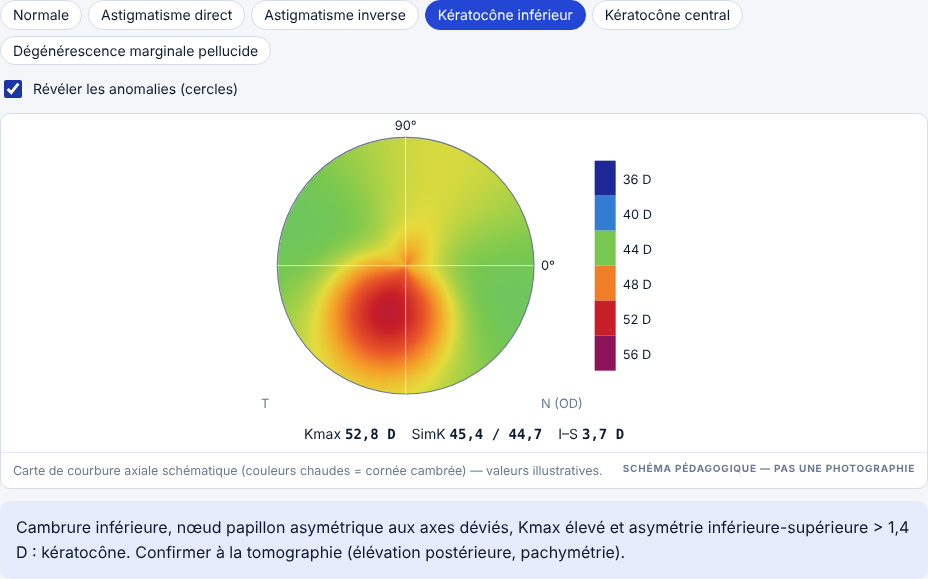 Normale
Astigmatisme direct
Astigmatisme inverse
Kératocône inférieur
Kératocône central
Dégénérescence marginale pellucide
Révéler les anomalies (cercles)
90°
0°
36 D
40 D
44 D
48 D
52 D
56 D
T
N (OD)
Kmax 52,8 D SimK 45,4 / 44,7 I–S 3,7 D
Carte de courbure axiale schématique (couleurs chaudes = cornée cambrée) — valeurs illustratives.
SCHÉMA PÉDAGOGIQUE — PAS UNE PHOTOGRAPHIE
Cambrure inférieure, nœud papillon asymétrique aux axes déviés, Kmax élevé et asymétrie inférieure-supérieure > 1,4
D : kératocône. Confirmer à la tomographie (élévation postérieure, pachymétrie).